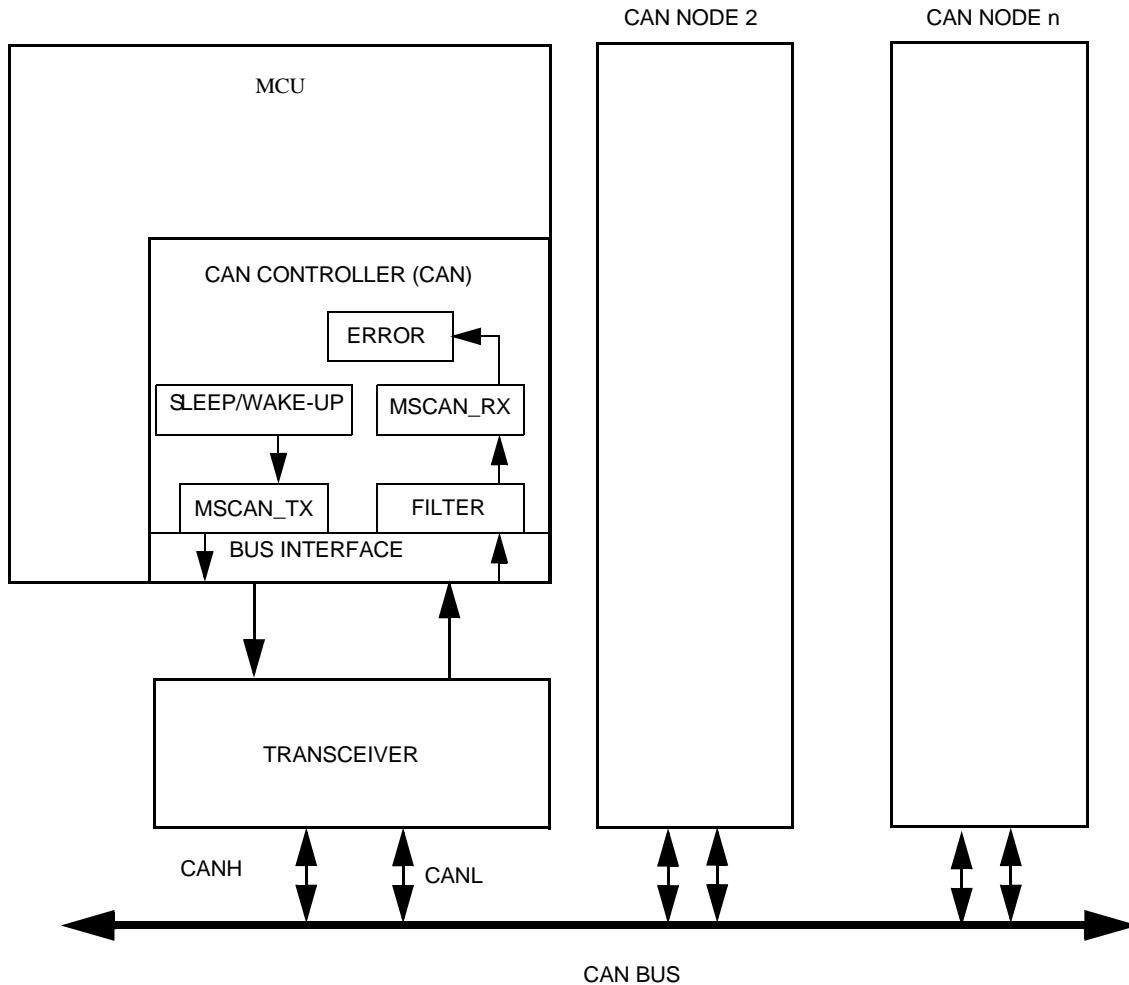 CAN NODE 2
CAN NODE n
MCU
CAN CONTROLLER (CAN)
ERROR
SLEEP/WAKE-UP
MSCAN_RX
MSCAN_TX
FILTER
BUS INTERFACE
TRANSCEIVER
CANH
CANL
CAN BUS